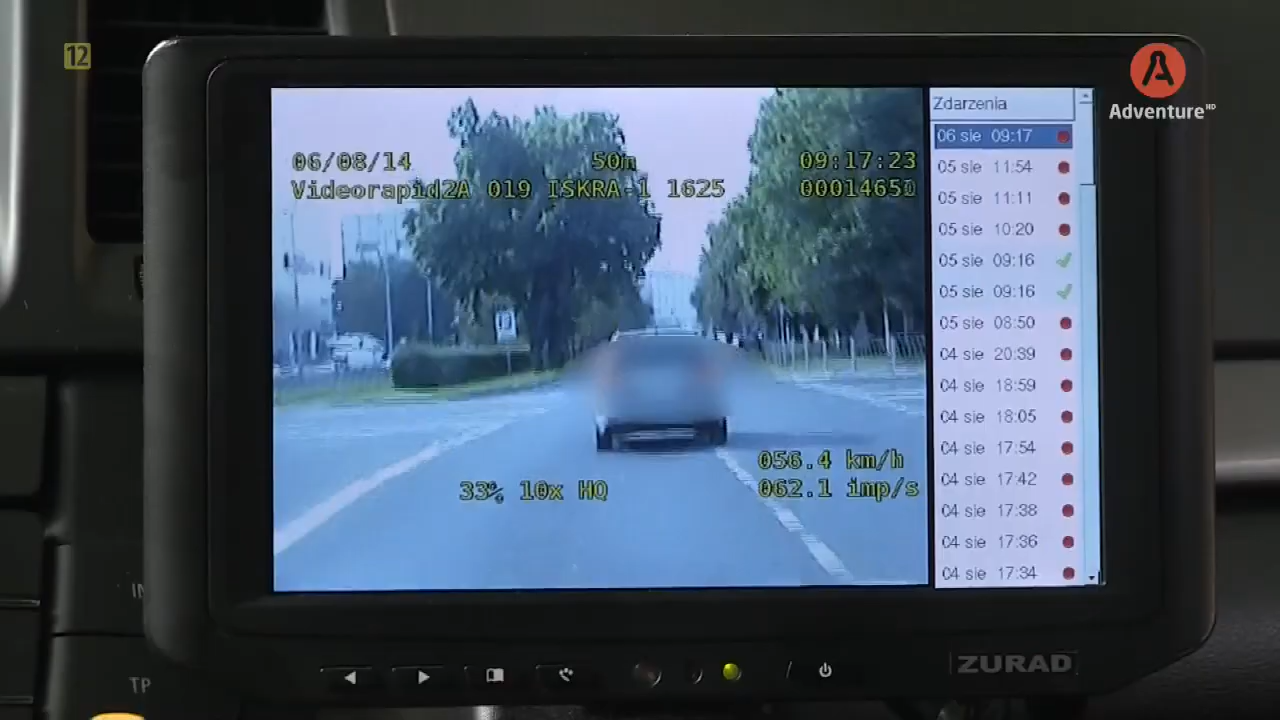 12
Adventure HD
06/08/14 50m 09:17:23
Videorapid2A 019 ISKRA-1 1625 00014650
33% 10x HQ
056.4 km/h
062.1 imp/s
Zdarzenia
06 sie 09:17
05 sie 11:54
05 sie 11:11
05 sie 10:20
05 sie 09:16
05 sie 09:16
05 sie 08:50
04 sie 20:39
04 sie 18:59
04 sie 18:05
04 sie 17:54
04 sie 17:42
04 sie 17:38
04 sie 17:36
04 sie 17:34
ZURAD
TP